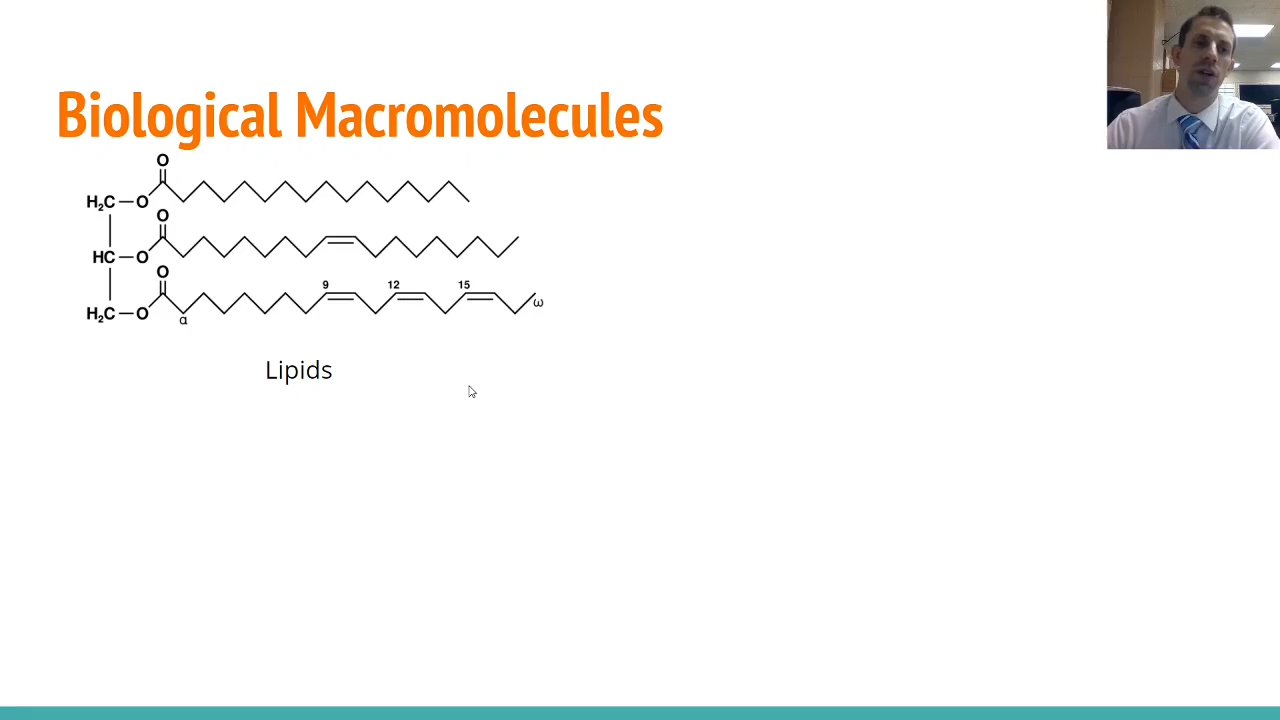 Biological Macromolecules
O
H₂C—O
O
HC—O
O
9 12 15
H₂C—O
α
ω
Lipids